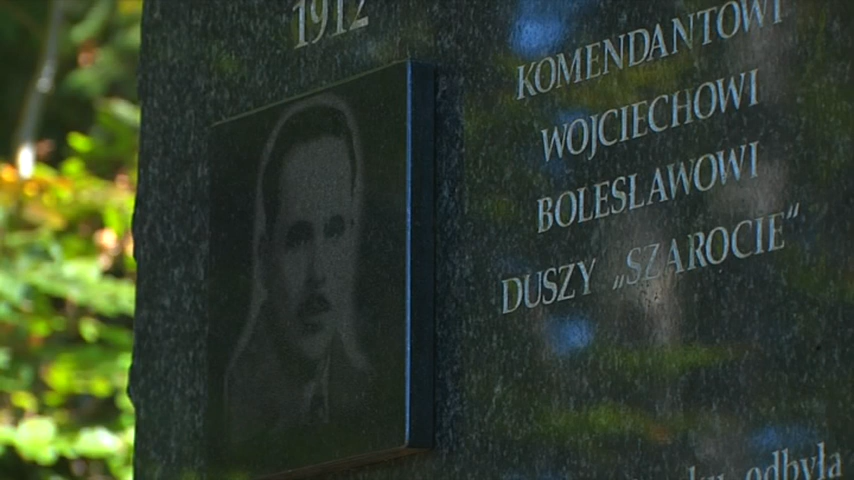 1912
KOMENDANTOWI
WOJCIECHOWI
BOLESŁAWOWI
DUSZY „SZAROCIE"
odbyła